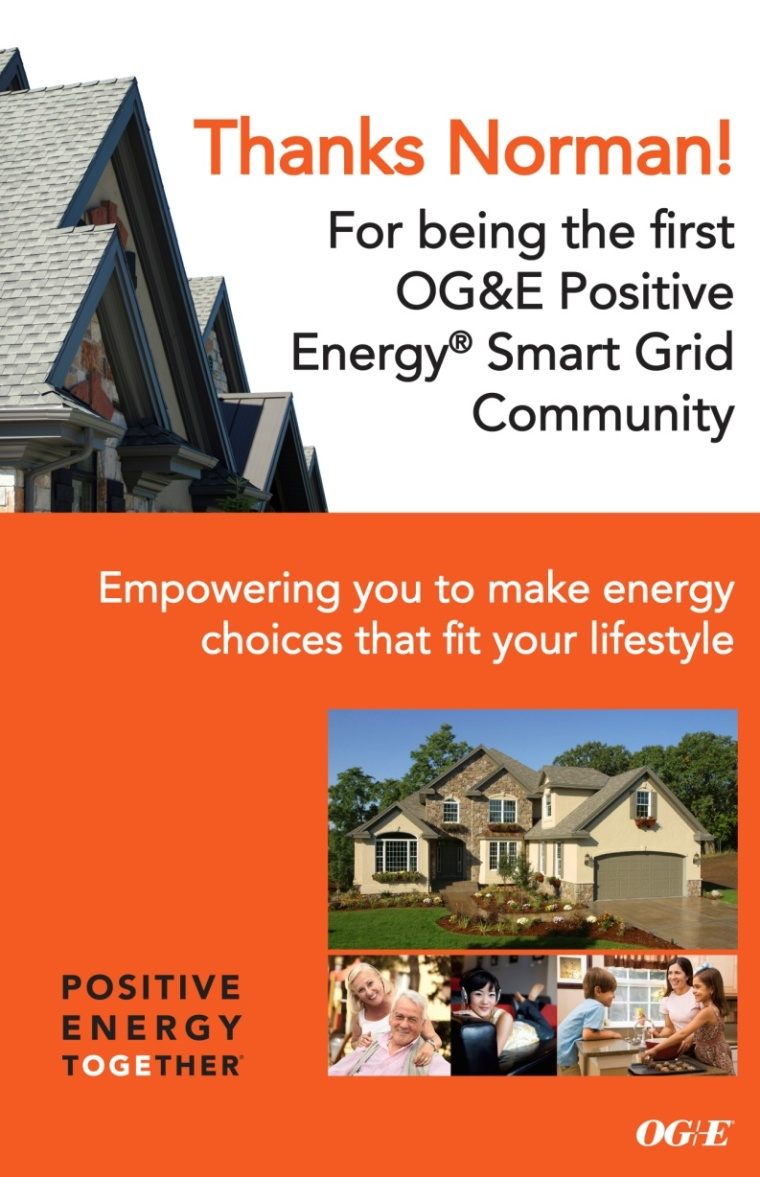 Thanks Norman!
For being the first
OG&E Positive
Energy® Smart Grid
Community
Empowering you to make energy
choices that fit your lifestyle
POSITIVE
ENERGY
TOGETHER®
OG+E